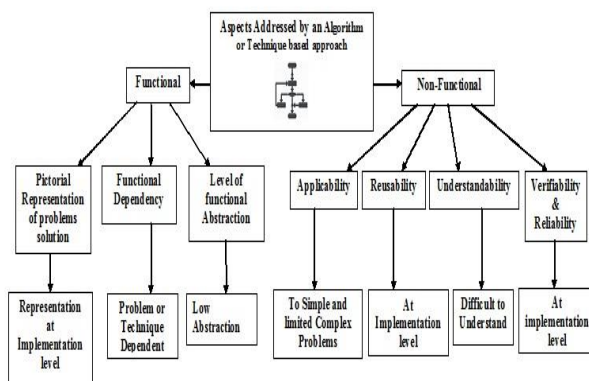 Aspects Addressed by an Algorithm
or Technique based approach
Functional
Non-Functional
Pictorial
Representation
of problems
solution
Functional
Dependency
Level of
functional
Abstraction
Applicability
Reusability
Understandability
Verifiability
&
Reliability
Representation
at
Implementation
level
Problem or
Technique
Dependent
Low
Abstraction
To Simple and
limited Complex
Problems
At
Implementation
level
Difficult to
Understand
At
implementation
level